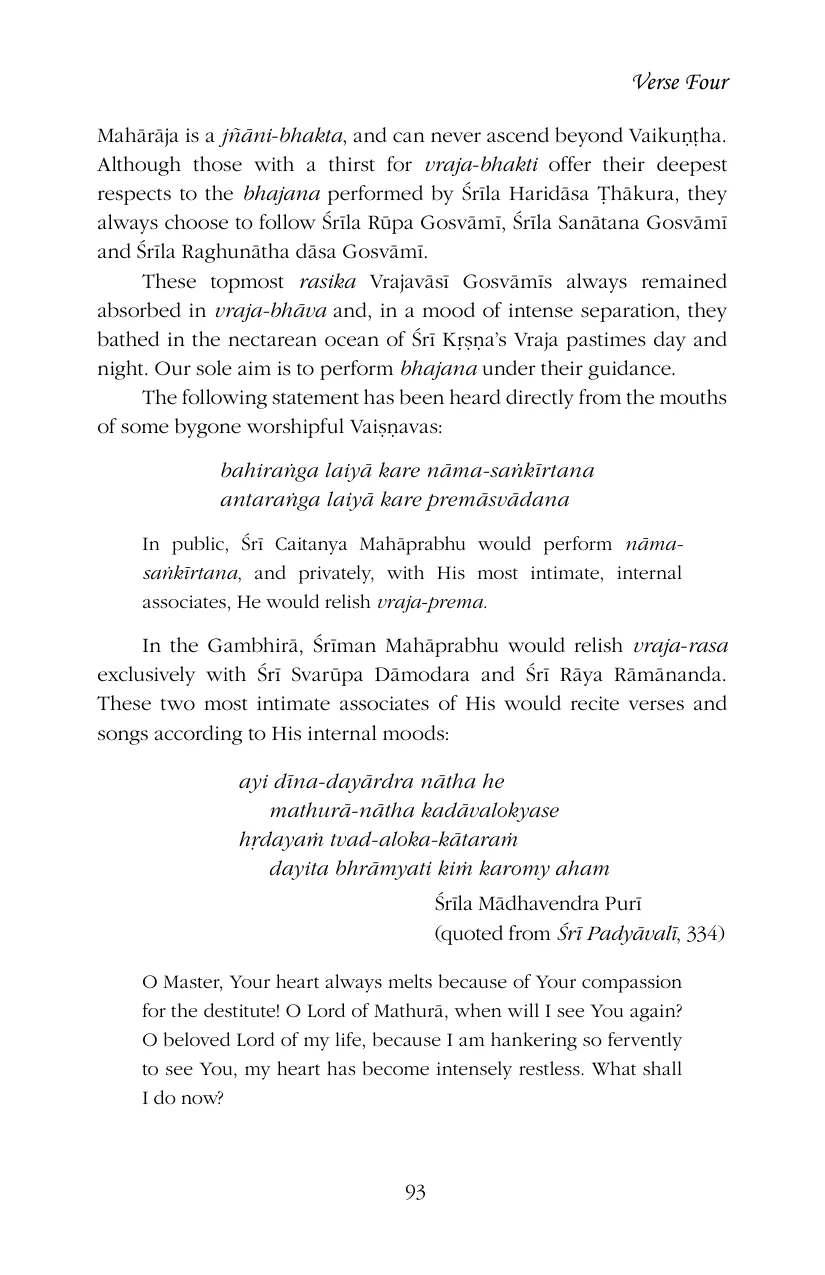 Verse Four
Mahārāja is a jñāni-bhakta, and can never ascend beyond Vaikuṇṭha.
Although those with a thirst for vraja-bhakti offer their deepest
respects to the bhajana performed by Śrīla Haridāsa Ṭhākura, they
always choose to follow Śrīla Rūpa Gosvāmī, Śrīla Sanātana Gosvāmī
and Śrīla Raghunātha dāsa Gosvāmī.
These topmost rasika Vrajavāsī Gosvāmīs always remained
absorbed in vraja-bhāva and, in a mood of intense separation, they
bathed in the nectarean ocean of Śrī Kṛṣṇa’s Vraja pastimes day and
night. Our sole aim is to perform bhajana under their guidance.
The following statement has been heard directly from the mouths
of some bygone worshipful Vaiṣṇavas:
bahiraṅga laiyā kare nāma-saṅkīrtana
antaraṅga laiyā kare premāsvādana
In public, Śrī Caitanya Mahāprabhu would perform nāma-
saṅkīrtana, and privately, with His most intimate, internal
associates, He would relish vraja-prema.
In the Gambhirā, Śrīman Mahāprabhu would relish vraja-rasa
exclusively with Śrī Svarūpa Dāmodara and Śrī Rāya Rāmānanda.
These two most intimate associates of His would recite verses and
songs according to His internal moods:
ayi dīna-dayārdra nātha he
mathurā-nātha kadāvalokyase
hṛdayaṁ tvad-aloka-kātaraṁ
dayita bhrāmyati kiṁ karomy aham
Śrīla Mādhavendra Purī
(quoted from Śrī Padyāvalī, 334)
O Master, Your heart always melts because of Your compassion
for the destitute! O Lord of Mathurā, when will I see You again?
O beloved Lord of my life, because I am hankering so fervently
to see You, my heart has become intensely restless. What shall
I do now?
93